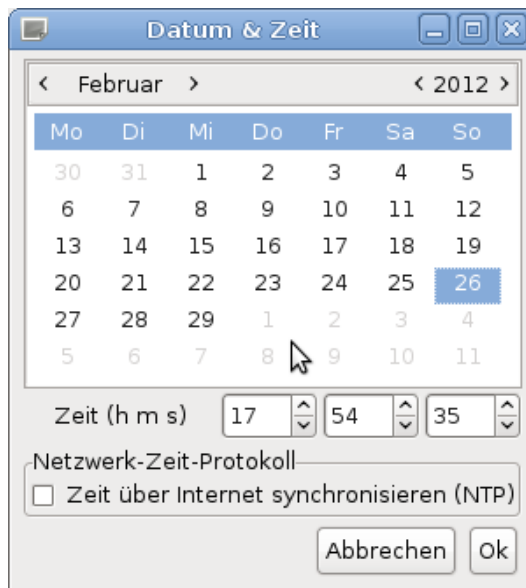 Datum & Zeit
< Februar > < 2012 >
Mo Di Mi Do Fr Sa So
30 31 1 2 3 4 5
6 7 8 9 10 11 12
13 14 15 16 17 18 19
20 21 22 23 24 25 26
27 28 29 1 2 3 4
5 6 7 8 9 10 11
Zeit (h m s) 17 54 35
Netzwerk-Zeit-Protokoll
Zeit über Internet synchronisieren (NTP)
Abbrechen Ok